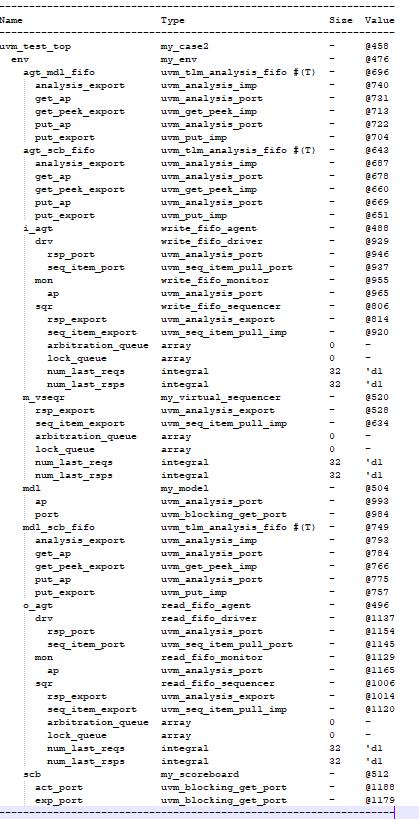 Name Type Size Value
uvm_test_top my_case2 - @458
env my_env - @476
agt_mdl_fifo uvm_tlm_analysis_fifo #(T) - @696
analysis_export uvm_analysis_imp - @740
get_ap uvm_analysis_port - @731
get_peek_export uvm_get_peek_imp - @713
put_ap uvm_analysis_port - @722
put_export uvm_put_imp - @704
agt_scb_fifo uvm_tlm_analysis_fifo #(T) - @643
analysis_export uvm_analysis_imp - @687
get_ap uvm_analysis_port - @678
get_peek_export uvm_get_peek_imp - @660
put_ap uvm_analysis_port - @669
put_export uvm_put_imp - @651
i_agt write_fifo_agent - @488
drv write_fifo_driver - @929
rsp_port uvm_analysis_port - @946
seq_item_port uvm_seq_item_pull_port - @937
mon write_fifo_monitor - @955
ap uvm_analysis_port - @965
sqr write_fifo_sequencer - @806
rsp_export uvm_analysis_export - @814
seq_item_export uvm_seq_item_pull_imp - @920
arbitration_queue array 0 -
lock_queue array 0 -
num_last_reqs integral 32 'd1
num_last_rsps integral 32 'd1
m_vseqr my_virtual_sequencer - @520
rsp_export uvm_analysis_export - @528
seq_item_export uvm_seq_item_pull_imp - @634
arbitration_queue array 0 -
lock_queue array 0 -
num_last_reqs integral 32 'd1
num_last_rsps integral 32 'd1
mdl my_model - @504
ap uvm_analysis_port - @993
port uvm_blocking_get_port - @984
mdl_scb_fifo uvm_tlm_analysis_fifo #(T) - @749
analysis_export uvm_analysis_imp - @793
get_ap uvm_analysis_port - @784
get_peek_export uvm_get_peek_imp - @766
put_ap uvm_analysis_port - @775
put_export uvm_put_imp - @757
o_agt read_fifo_agent - @496
drv read_fifo_driver - @1137
rsp_port uvm_analysis_port - @1154
seq_item_port uvm_seq_item_pull_port - @1145
mon read_fifo_monitor - @1129
ap uvm_analysis_port - @1165
sqr read_fifo_sequencer - @1006
rsp_export uvm_analysis_export - @1014
seq_item_export uvm_seq_item_pull_imp - @1120
arbitration_queue array 0 -
lock_queue array 0 -
num_last_reqs integral 32 'd1
num_last_rsps integral 32 'd1
scb my_scoreboard - @512
act_port uvm_blocking_get_port - @1188
exp_port uvm_blocking_get_port - @1179